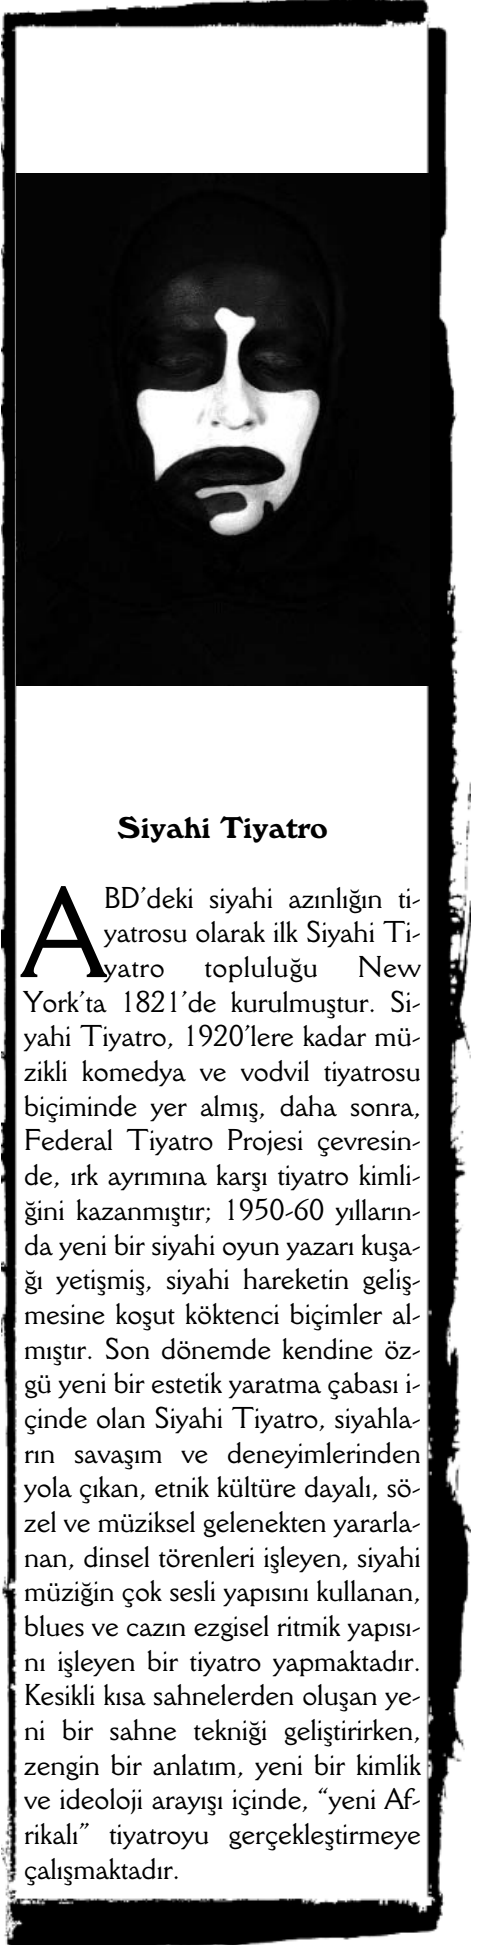 Siyahi Tiyatro
ABD'deki siyahi azınlığın ti-
yatrosu olarak ilk Siyahi Ti-
yatro topluluğu New
York'ta 1821'de kurulmuştur. Si-
yahi Tiyatro, 1920'lere kadar mü-
zikli komedya ve vodvil tiyatrosu
biçiminde yer almış, daha sonra,
Federal Tiyatro Projesi çevresin-
de, ırk ayrımına karşı tiyatro kimli-
ğini kazanmıştır; 1950-60 yılların-
da yeni bir siyahi oyun yazarı kuşa-
ğı yetişmiş, siyahi hareketin geliş-
mesine koşut köktenci biçimler al-
mıştır. Son dönemde kendine öz-
gü yeni bir estetik yaratma çabası i-
çinde olan Siyahi Tiyatro, siyahla-
rın savaşım ve deneyimlerinden
yola çıkan, etnik kültüre dayalı, sö-
zel ve müziksel gelenekten yararla-
nan, dinsel törenleri işleyen, siyahi
müziğin çok sesli yapısını kullanan,
blues ve cazın ezgisel ritmik yapısı-
nı işleyen bir tiyatro yapmaktadır.
Kesikli kısa sahnelerden oluşan ye-
ni bir sahne tekniği geliştirirken,
zengin bir anlatım, yeni bir kimlik
ve ideoloji arayışı içinde, “yeni Af-
rikalı” tiyatroyu gerçekleştirmeye
çalışmaktadır.